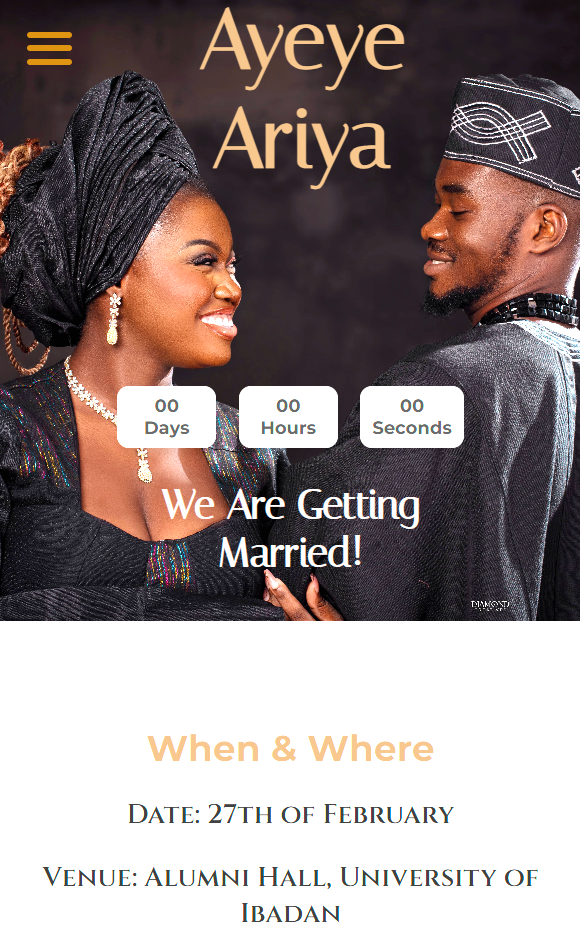 Ayeye
Ariya
00 00 00
Days Hours Seconds
We Are Getting
Married!
DIAMOND
When & Where
Date: 27th of February
Venue: Alumni Hall, University of
Ibadan